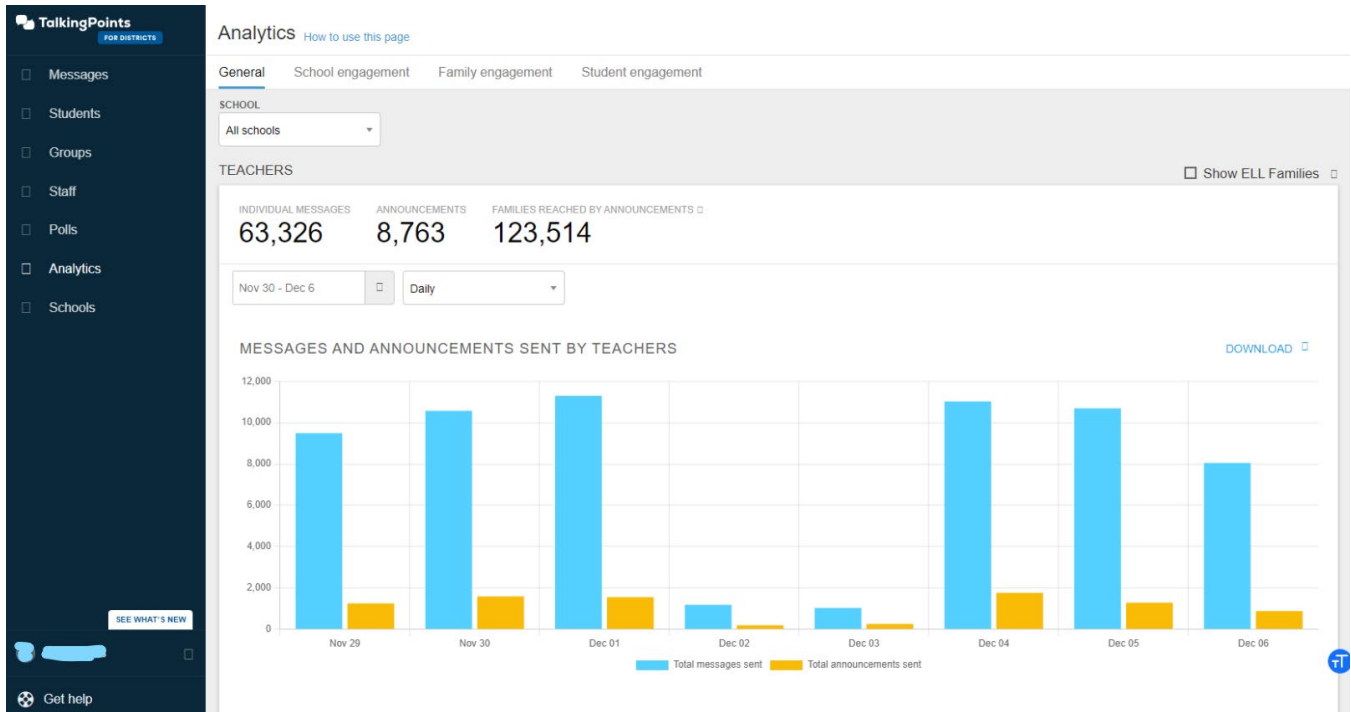 TalkingPoints
FOR DISTRICTS
Messages
Students
Groups
Staff
Polls
Analytics
Schools
SEE WHAT'S NEW
Get help
Analytics How to use this page
General School engagement Family engagement Student engagement
SCHOOL
All schools
TEACHERS
Show ELL Families
INDIVIDUAL MESSAGES ANNOUNCEMENTS FAMILIES REACHED BY ANNOUNCEMENTS
63,326 8,763 123,514
Nov 30 - Dec 6 Daily
MESSAGES AND ANNOUNCEMENTS SENT BY TEACHERS
DOWNLOAD
12,000
10,000
8,000
6,000
4,000
2,000
0
Nov 29 Nov 30 Dec 01 Dec 02 Dec 03 Dec 04 Dec 05 Dec 06
Total messages sent Total announcements sent
TT